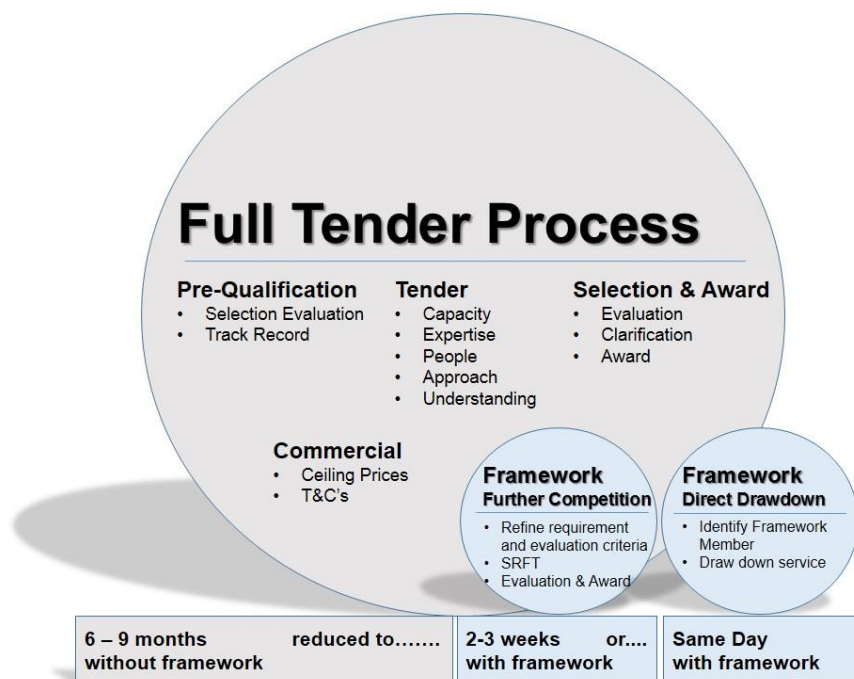 Full Tender Process
Pre-Qualification
• Selection Evaluation
• Track Record
Tender
• Capacity
• Expertise
• People
• Approach
• Understanding
Selection & Award
• Evaluation
• Clarification
• Award
Commercial
• Ceiling Prices
• T&C's
Framework
Further Competition
• Refine requirement
and evaluation criteria
• SRFT
• Evaluation & Award
Framework
Direct Drawdown
• Identify Framework
Member
• Draw down service
6 – 9 months reduced to…….
without framework
2-3 weeks or....
with framework
Same Day
with framework